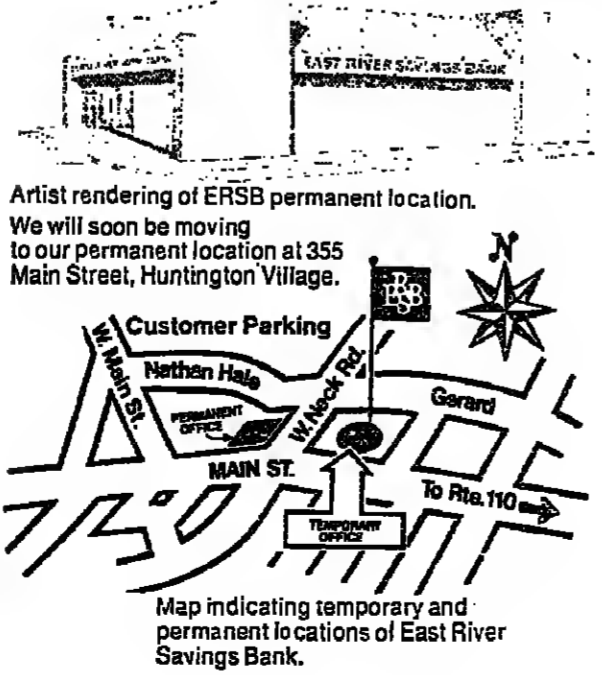 EAST RIVER SAVINGS BANK
Artist rendering of ERSB permanent location.
We will soon be moving
to our permanent location at 355
Main Street, Huntington Village.
N
Customer Parking
W. Main St.
Nathan Hale
W. Neck Rd.
Gerard
PERMANENT
OFFICE
MAIN ST.
To Rte. 110
TEMPORARY
OFFICE
Map indicating temporary and
permanent locations of East River
Savings Bank.